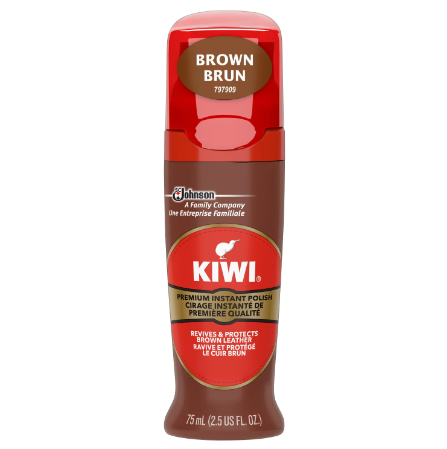 BROWN
BRUN
797909
SC Johnson
A Family Company
Une Entreprise Familiale
KIWI®
PREMIUM INSTANT POLISH
CIRAGE INSTANTÉ DE
PREMIÈRE QUALITÉ
REVIVES & PROTECTS
BROWN LEATHER
RAVIVE ET PROTÉGÉ
LE CUIR BRUN
75 mL (2.5 US FL. OZ.)